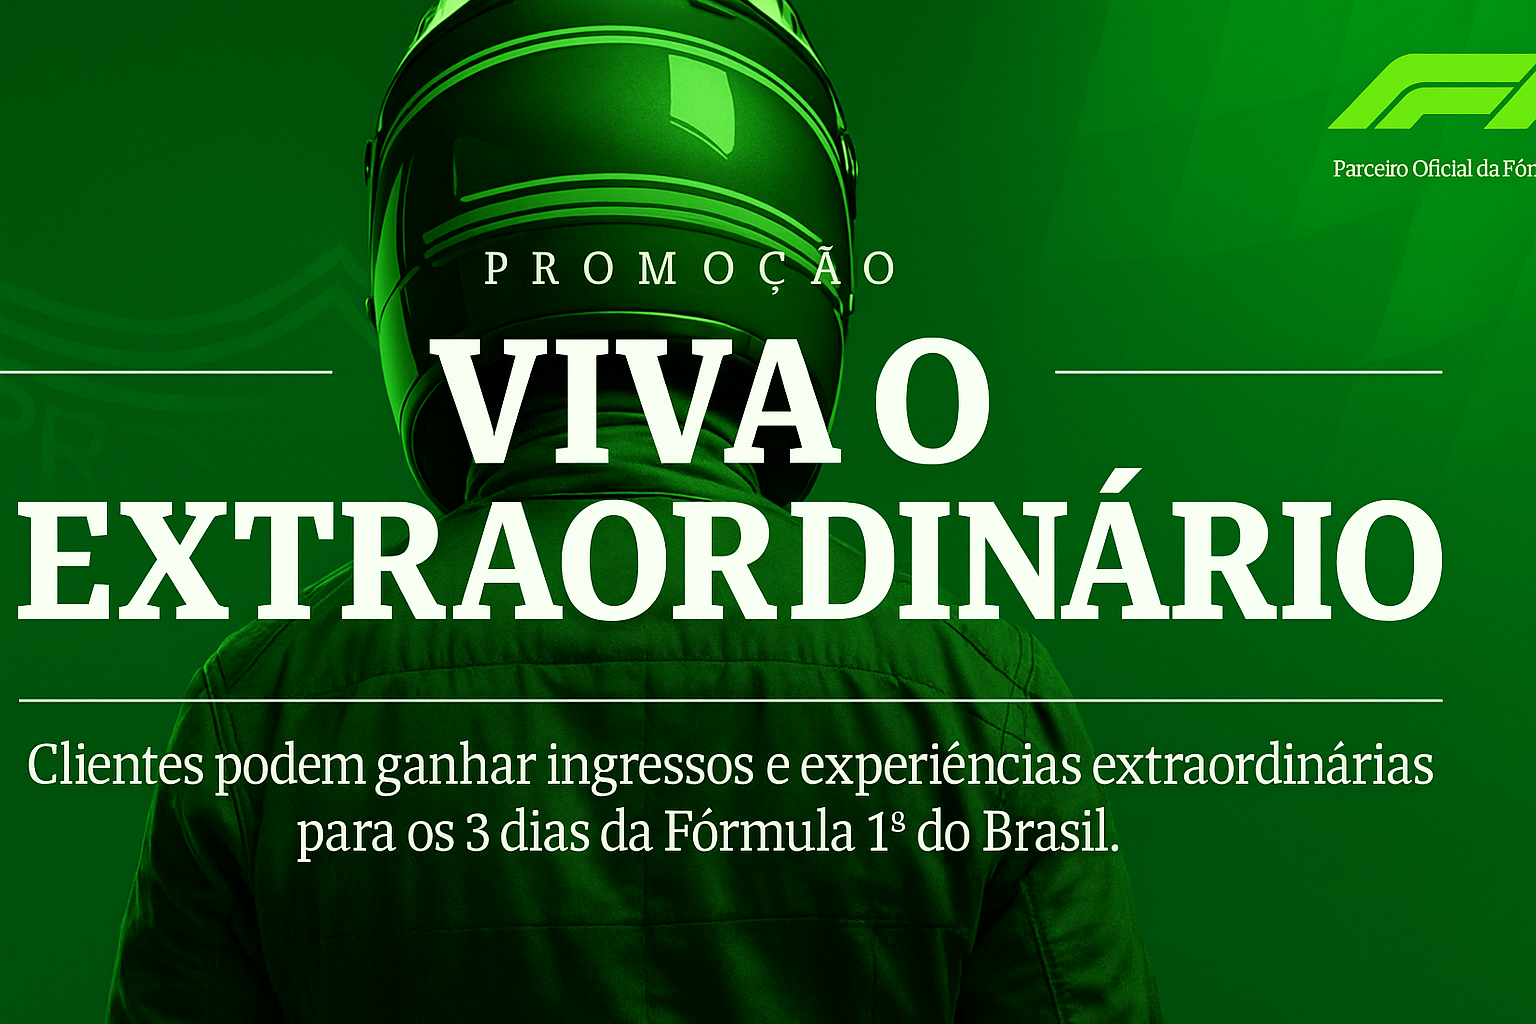 Parceiro Oficial da Fór
PROMOÇÃO
VIVA O
EXTRAORDINÁRIO
Clientes podem ganhar ingressos e experiéncias extraordinárias
para os 3 dias da Fórmula 1ª do Brasil.